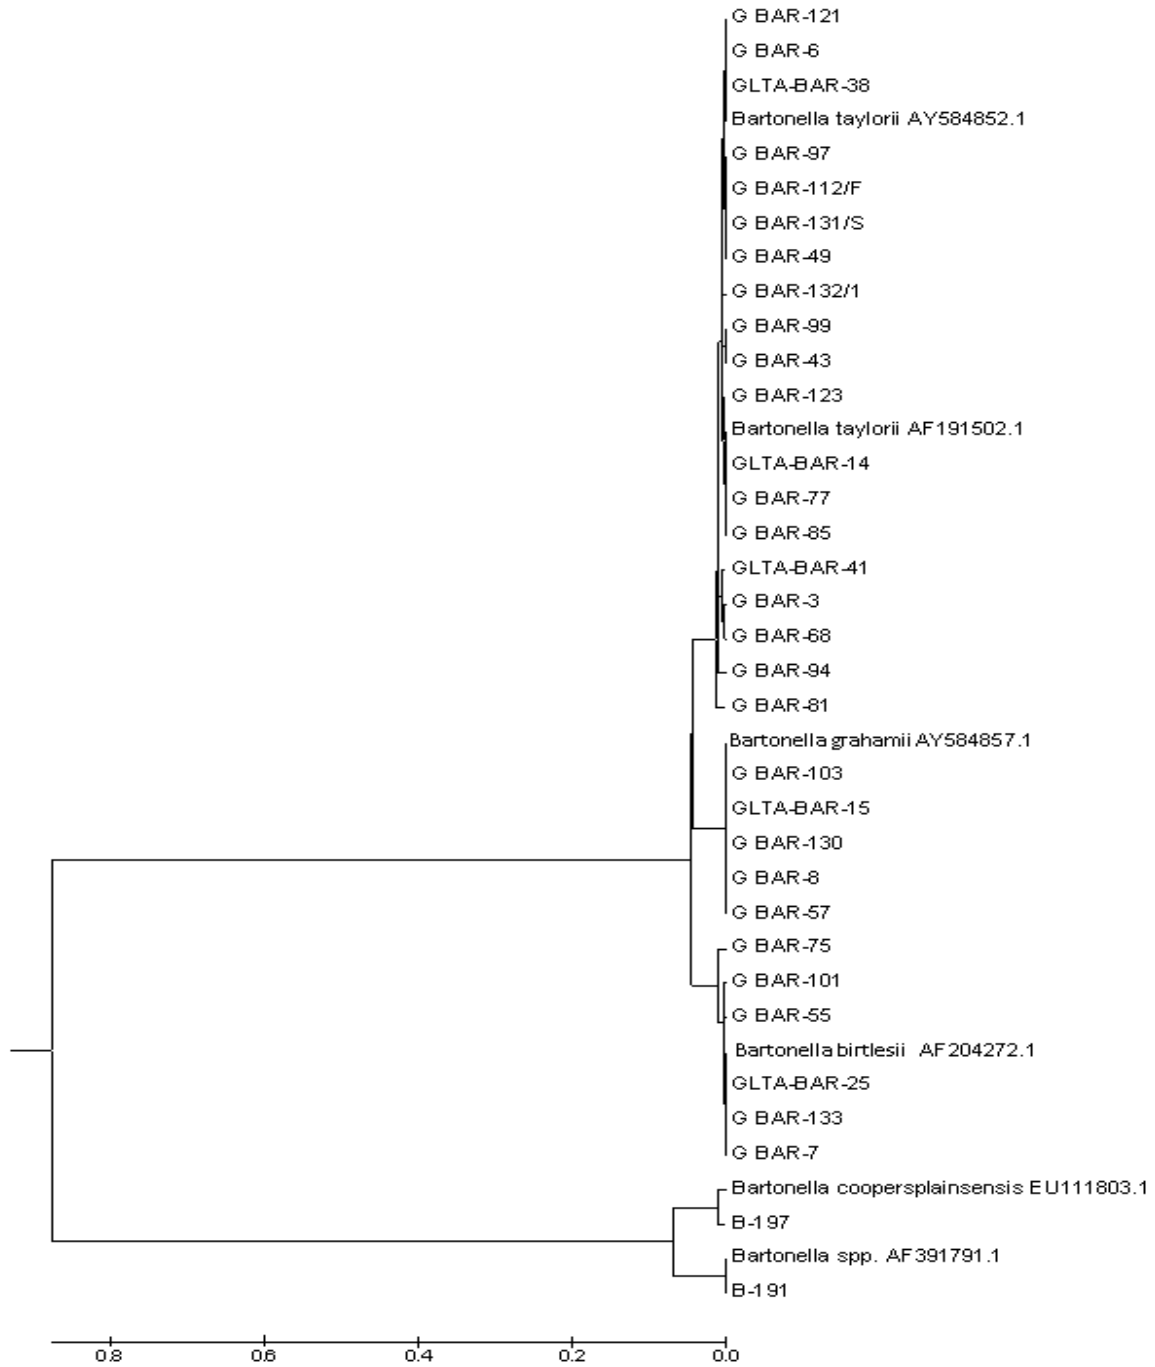 G BAR-121
G BAR-6
GLTA-BAR-38
Bartonella taylorii AY584852.1
G BAR-97
G BAR-112/F
G BAR-131/S
G BAR-49
G BAR-132/1
G BAR-99
G BAR-43
G BAR-123
Bartonella taylorii AF191502.1
GLTA-BAR-14
G BAR-77
G BAR-85
GLTA-BAR-41
G BAR-3
G BAR-68
G BAR-94
G BAR-81
Bartonella grahamii AY584857.1
G BAR-103
GLTA-BAR-15
G BAR-130
G BAR-8
G BAR-57
G BAR-75
G BAR-101
G BAR-55
Bartonella birtlesii AF204272.1
GLTA-BAR-25
G BAR-133
G BAR-7
Bartonella coopersplainsensis EU111803.1
B-197
Bartonella spp. AF391791.1
B-191
0.8 0.6 0.4 0.2 0.0